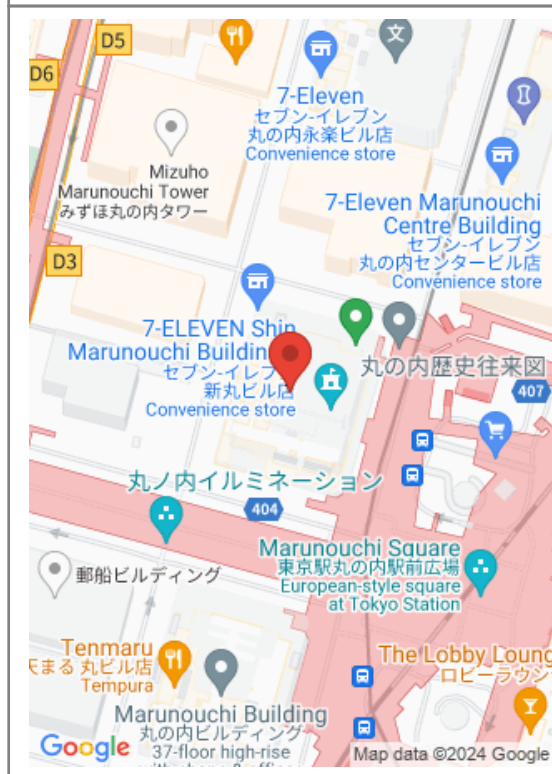 D5
文
D6
7-Eleven
セブン-イレブン
丸の内永楽ビル店
Convenience store
Mizuho
Marunouchi Tower
みずほ丸の内タワー
7-Eleven Marunouchi
Centre Building
セブン-イレブン
丸の内センタービル店
Convenience store
D3
7-ELEVEN Shin
Marunouchi Building
セブン-イレブン
新丸ビル店
Convenience store
丸の内歴史往来図
407
丸ノ内イルミネーション
404
Marunouchi Square
東京駅丸の内駅前広場
European-style square
at Tokyo Station
郵船ビルディング
Tenmaru
天まる 丸ビル店
Tempura
The Lobby Loung
ロビーラウン
Marunouchi Building
丸の内ビルディング
37-floor high-rise
Google
Map data ©2024 Google